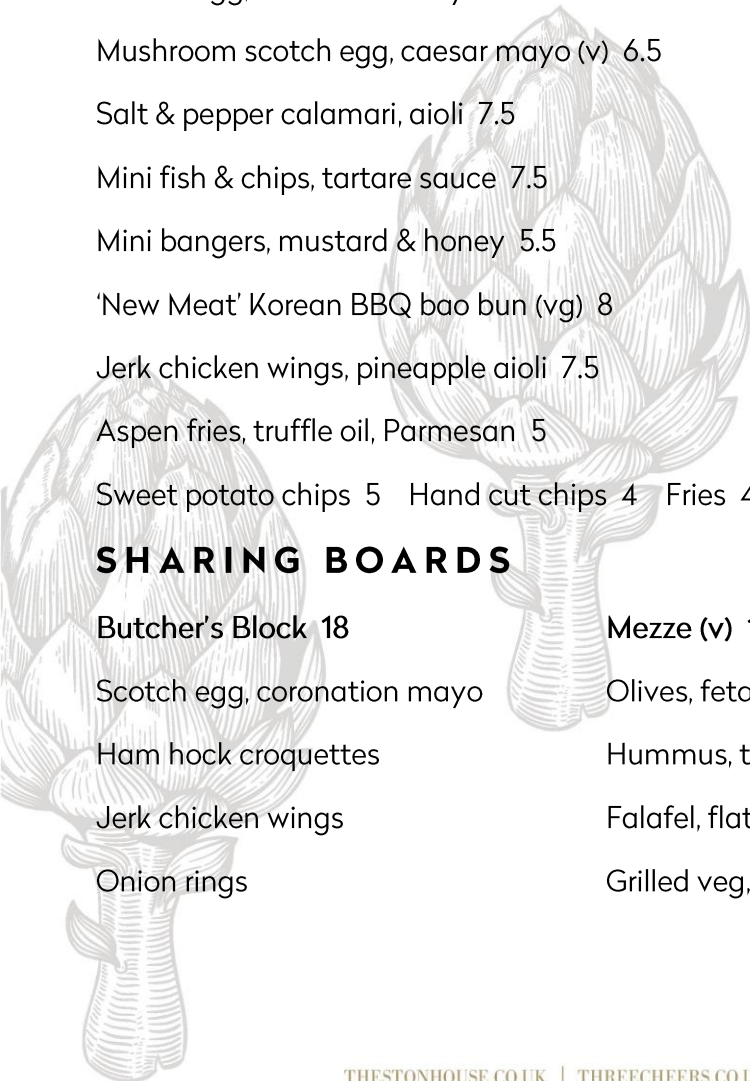 Mushroom scotch egg, caesar mayo (v) 6.5
Salt & pepper calamari, aioli 7.5
Mini fish & chips, tartare sauce 7.5
Mini bangers, mustard & honey 5.5
‘New Meat’ Korean BBQ bao bun (vg) 8
Jerk chicken wings, pineapple aioli 7.5
Aspen fries, truffle oil, Parmesan 5
Sweet potato chips 5 Hand cut chips 4 Fries
SHARING BOARDS
Butcher’s Block 18
Scotch egg, coronation mayo
Ham hock croquettes
Jerk chicken wings
Onion rings
Mezze (v)
Olives,
Hummus,
Falafel,
Grilled veg,
THESTONHOUSE.CO.UK |